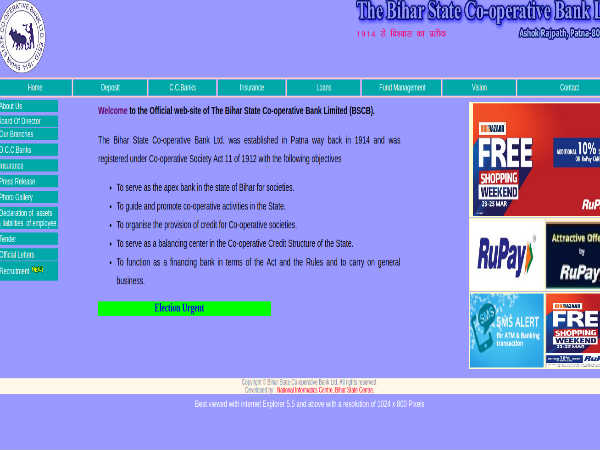 The Bihar State Co-operative Bank L
1914 से विश्वास का प्रतीक
Ashok Rajpath, Patna-80
Home Deposit C.C.Banks Insurance Loans Fund Management Vision Contact
About Us
Board Of Director
Our Branches
D.C.C.Banks
Insurance
Press Release
Photo Gallery
Declaration of assets
liabilities of employee
Tender
Official Letters
Recruitment
Welcome to the Official web-site of The Bihar State Co-operative Bank Limited (BSCB).
The Bihar State Co-operative Bank Ltd. was established in Patna way back in 1914 and was
registered under Co-operative Society Act 11 of 1912 with the following objectives
To serve as the apex bank in the state of Bihar for societies.
To guide and promote co-operative activities in the State.
To organise the provision of credit for Co-operative societies.
To serve as a balancing center in the Co-operative Credit Structure of the State.
To function as a financing bank in terms of the Act and the Rules and to carry on general
business.
Election Urgent
BIGBAZAAR
FREE
SHOPPING
WEEKEND
23-25 MAR
ADDITIONAL 10%
RuP
RuPay
Attractive Offe
by
RuPay
SMS
SMS ALERT
for ATM & Banking
transaction
BIGBAZAAR
FREE
SHOPPING
WEEKEND
Copyright © Bihar State Co-operative Bank Ltd. All rights reserved
Developed by : National Informatics Centre, Bihar State Centre.
Best viewed with internet Explorer 5.5 and above with a resolution of 1024 x 800 Pixels